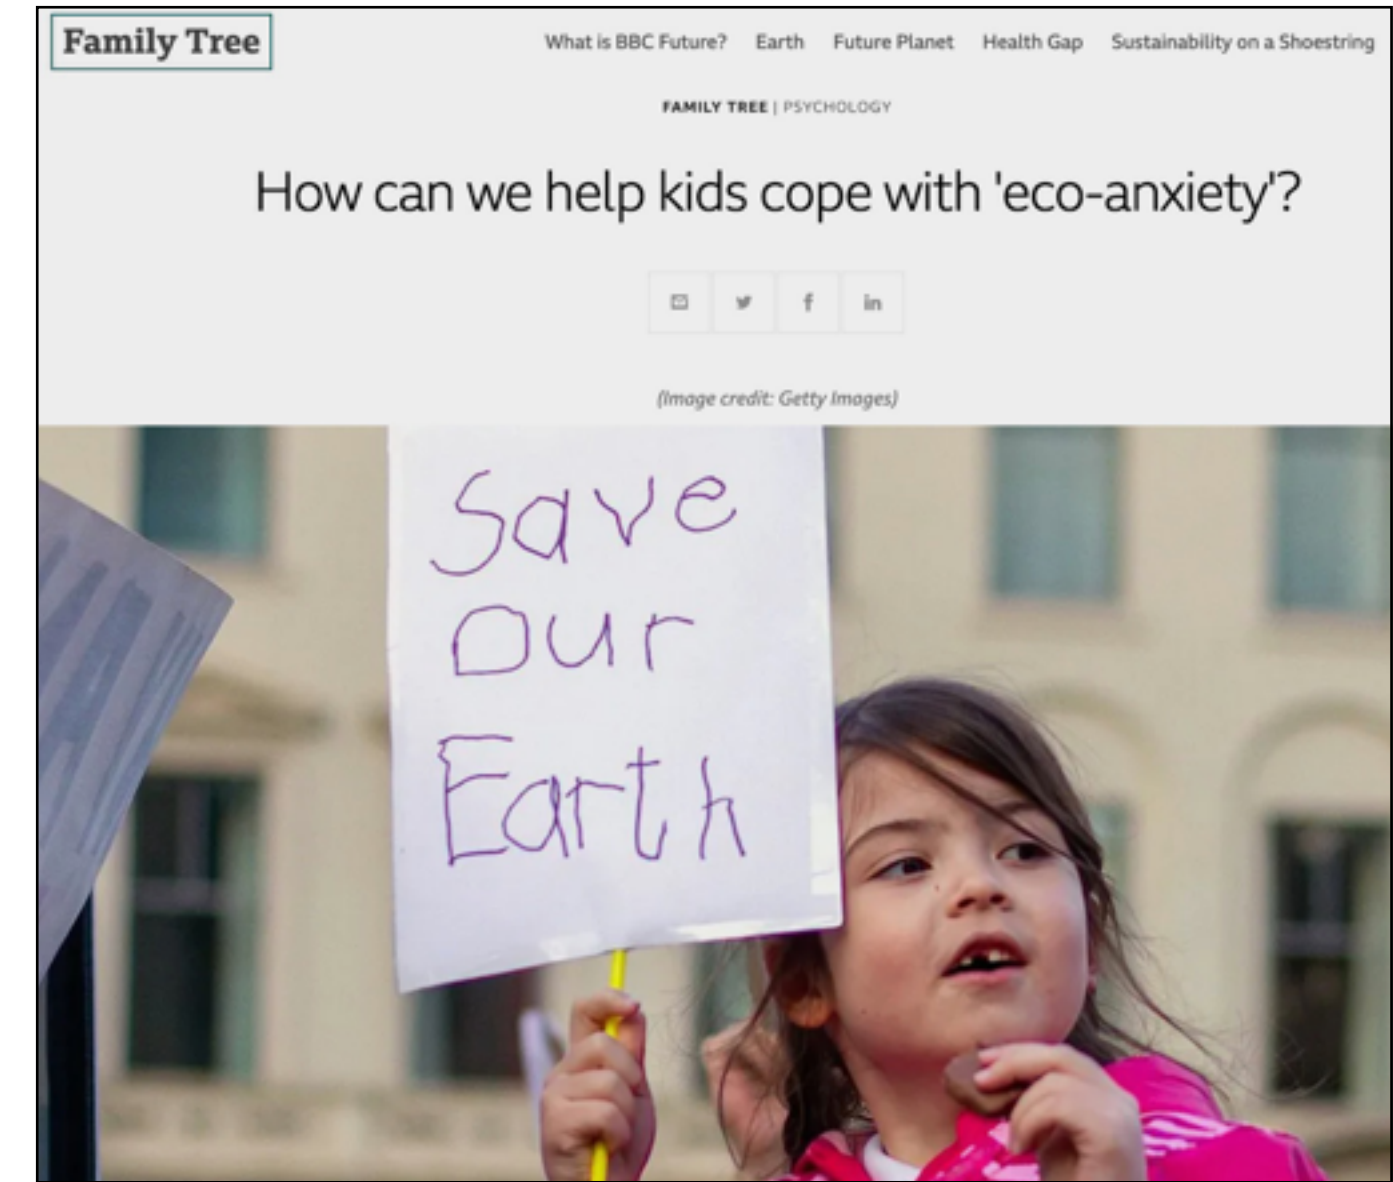 Family Tree
What is BBC Future? Earth Future Planet Health Gap Sustainability on a Shoestring
FAMILY TREE | PSYCHOLOGY
How can we help kids cope with 'eco-anxiety'?
(Image credit: Getty Images)
Save
our
Earth